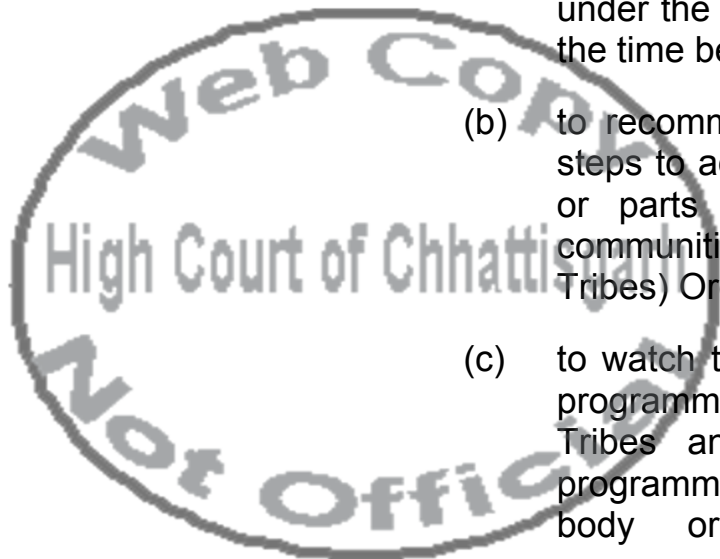 under the
the time be
Web Copy
(b) to recomm
steps to a
or parts
High Court of Chhattisgarh
communiti
Tribes) Or
(c) to watch t
programm
Tribes an
programm
Not Official
body or